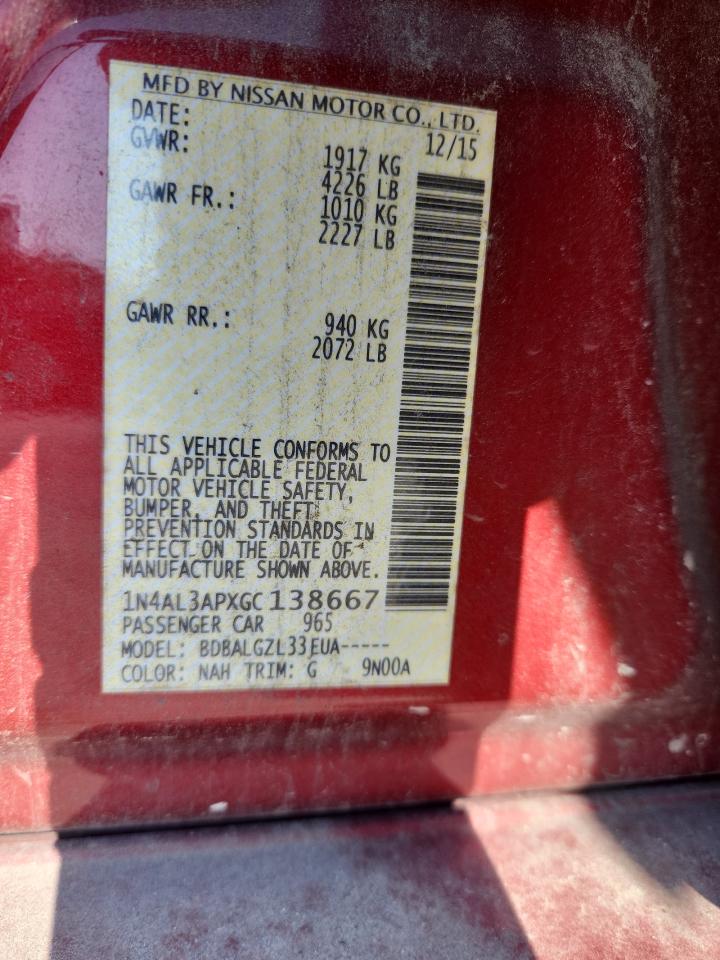 MFD BY NISSAN MOTOR CO., LTD.
DATE: 12/15
GVWR: 1917 KG
4226 LB
GAWR FR.: 1010 KG
2227 LB
GAWR RR.: 940 KG
2072 LB
THIS VEHICLE CONFORMS TO
ALL APPLICABLE FEDERAL
MOTOR VEHICLE SAFETY,
BUMPER, AND THEFT
PREVENTION STANDARDS IN
EFFECT ON THE DATE OF
MANUFACTURE SHOWN ABOVE.
1N4AL3APXGC138667
PASSENGER CAR 965
MODEL: BDBALGZL33EUA-----
COLOR: NAH TRIM: G 9N00A